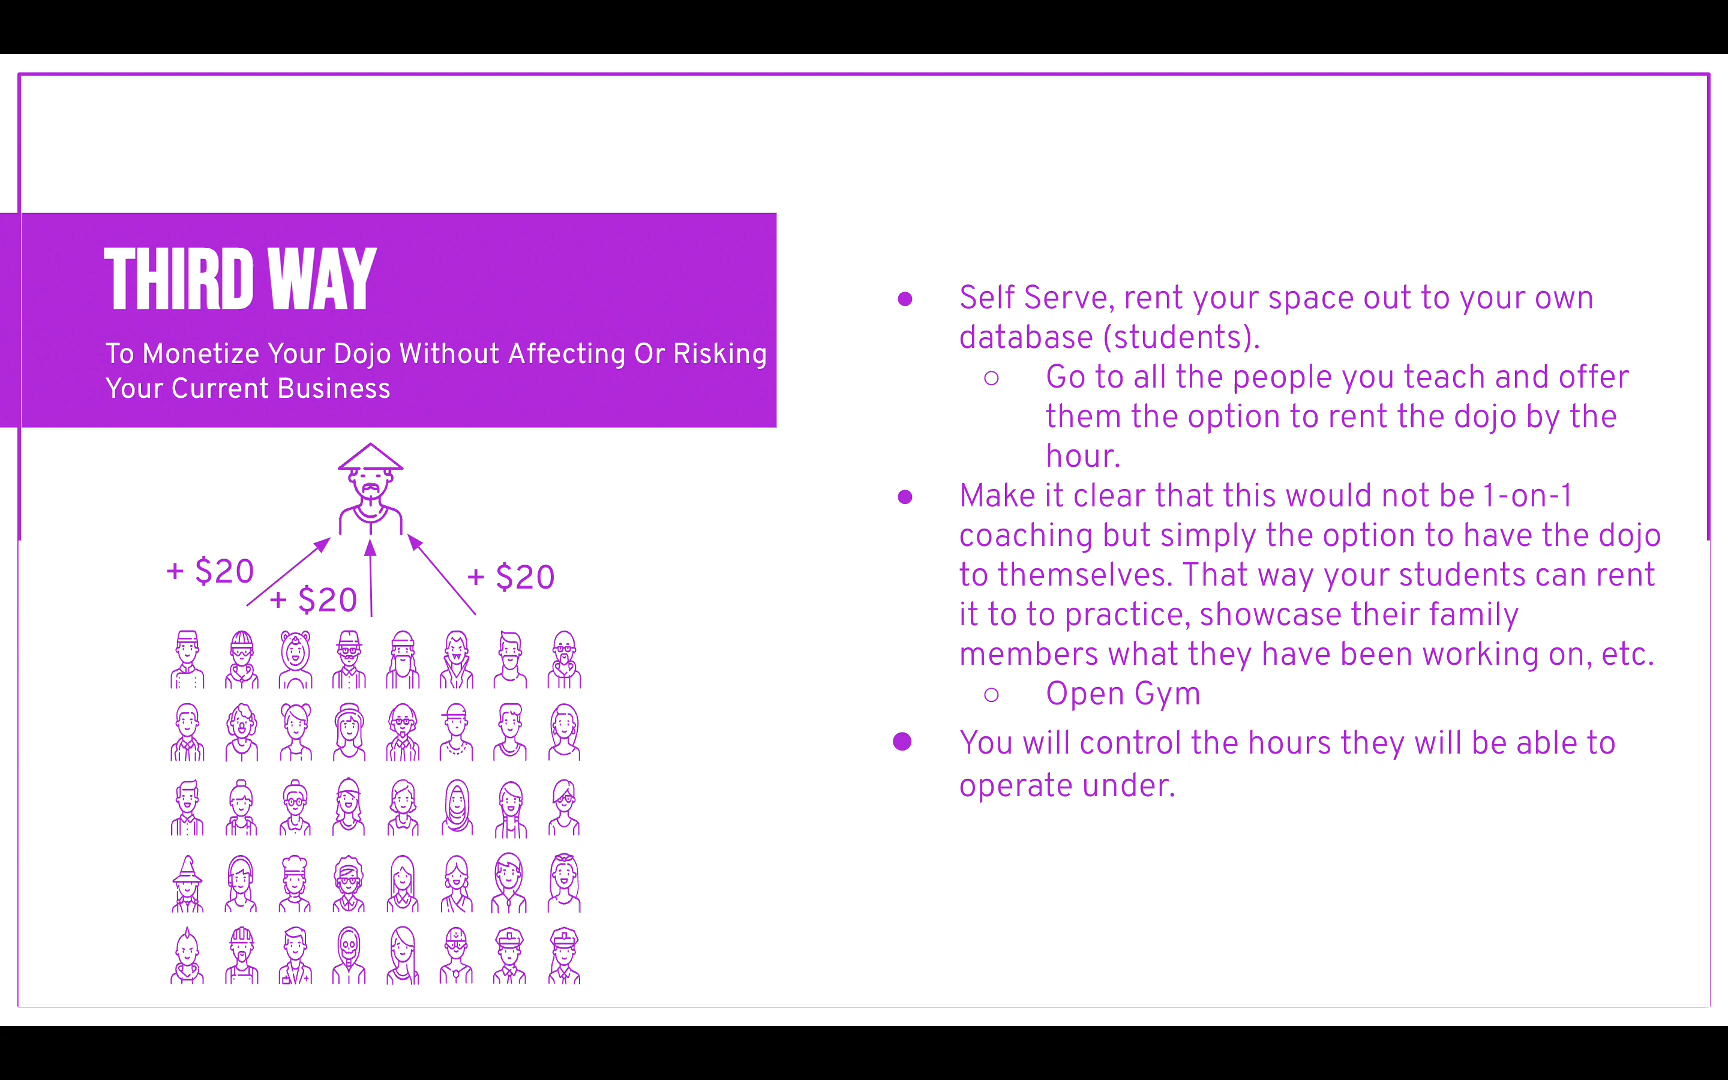 THIRD WAY
To Monetize Your Dojo Without Affecting Or Risking
Your Current Business
+ $20
+ $20
+ $20
● Self Serve, rent your space out to your own
database (students).
○ Go to all the people you teach and offer
them the option to rent the dojo by the
hour.
● Make it clear that this would not be 1-on-1
coaching but simply the option to have the dojo
to themselves. That way your students can rent
it to to practice, showcase their family
members what they have been working on, etc.
○ Open Gym
● You will control the hours they will be able to
operate under.